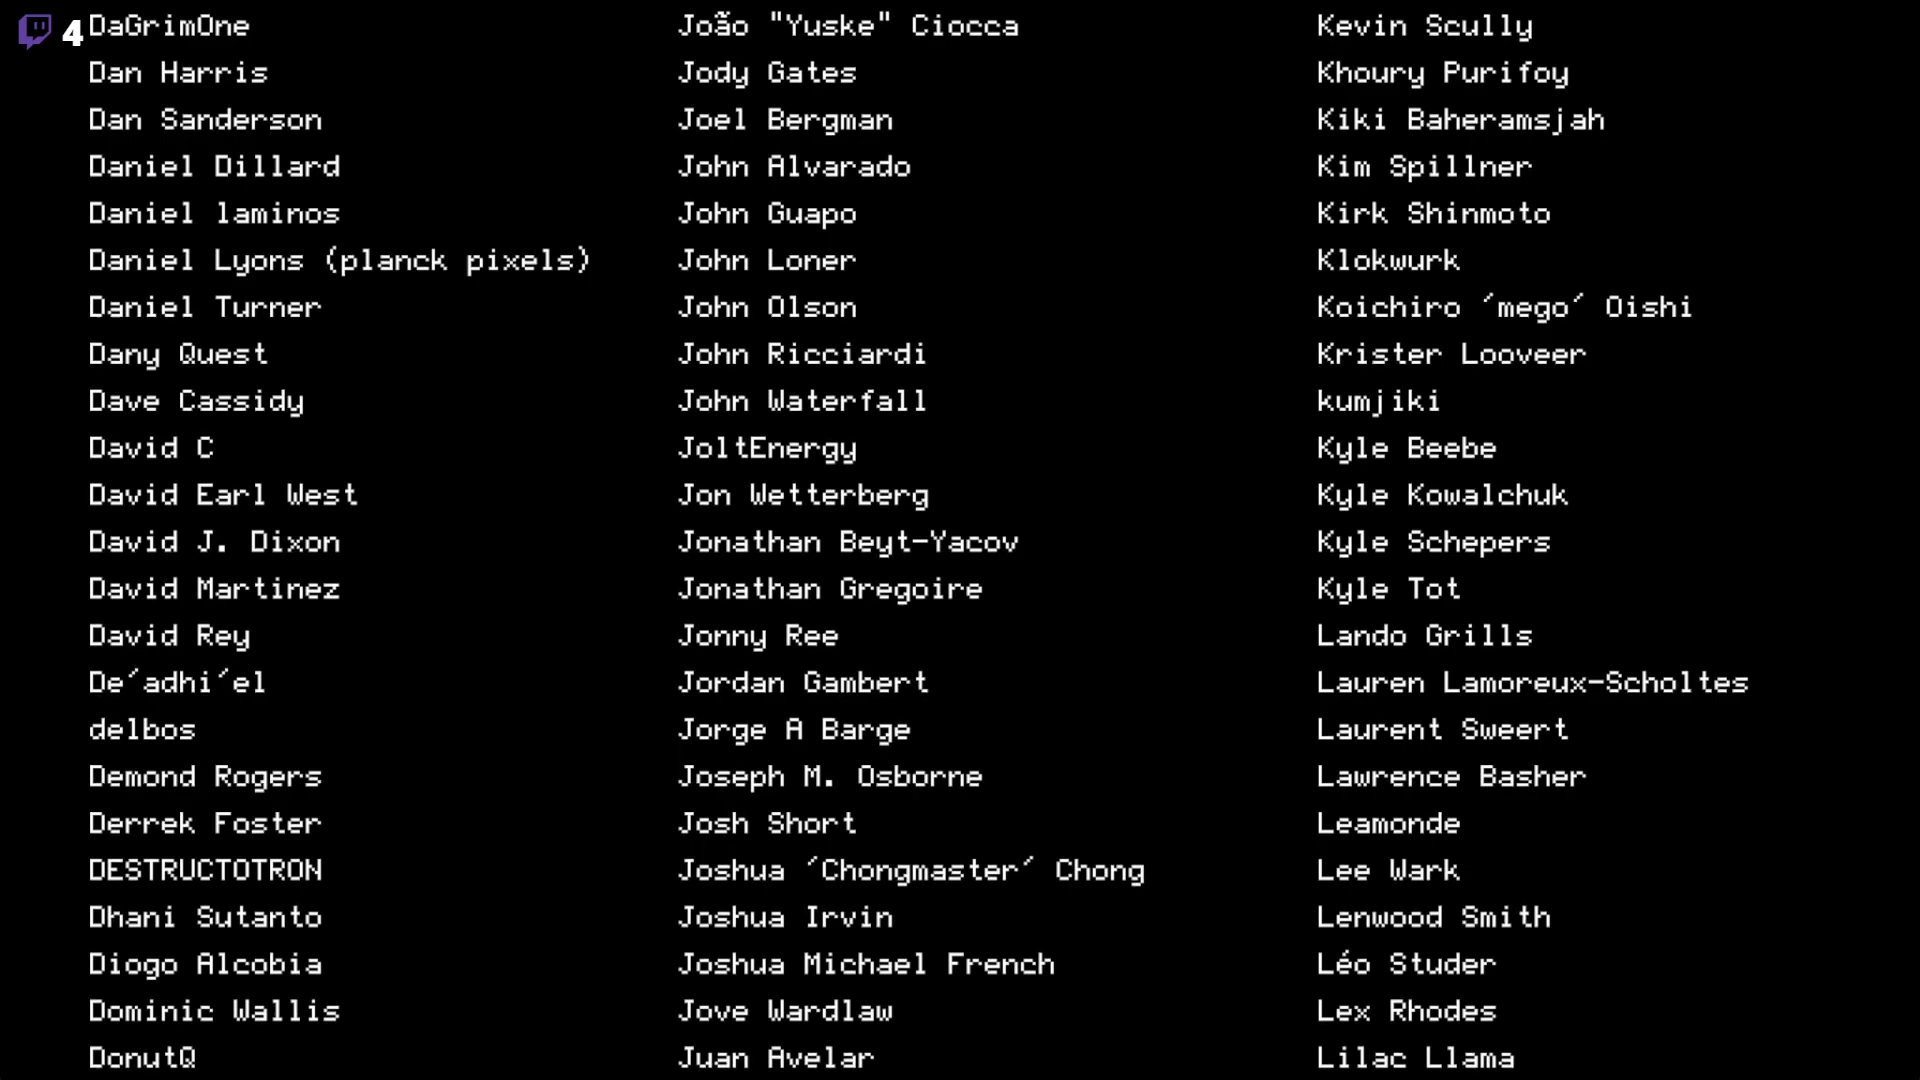 4
DaGrimOne
Dan Harris
Dan Sanderson
Daniel Dillard
Daniel laminos
Daniel Lyons (planck pixels)
Daniel Turner
Dany Quest
Dave Cassidy
David C
David Earl West
David J. Dixon
David Martinez
David Rey
De´adhi´el
delbos
Demond Rogers
Derrek Foster
DESTRUCTOTRON
Dhani Sutanto
Diogo Alcobia
Dominic Wallis
DonutQ
João "Yuske" Ciocca
Jody Gates
Joel Bergman
John Alvarado
John Guapo
John Loner
John Olson
John Ricciardi
John Waterfall
JoltEnergy
Jon Wetterberg
Jonathan Beyt-Yacov
Jonathan Gregoire
Jonny Ree
Jordan Gambert
Jorge A Barge
Joseph M. Osborne
Josh Short
Joshua ´Chongmaster´ Chong
Joshua Irvin
Joshua Michael French
Jove Wardlaw
Juan Avelar
Kevin Scully
Khoury Purifoy
Kiki Baheramsjah
Kim Spillner
Kirk Shinmoto
Klokwurk
Koichiro ´mego´ Oishi
Krister Looveer
kumjiki
Kyle Beebe
Kyle Kowalchuk
Kyle Schepers
Kyle Tot
Lando Grills
Lauren Lamoreux-Scholtes
Laurent Sweert
Lawrence Basher
Leamonde
Lee Wark
Lenwood Smith
Léo Studer
Lex Rhodes
Lilac Llama